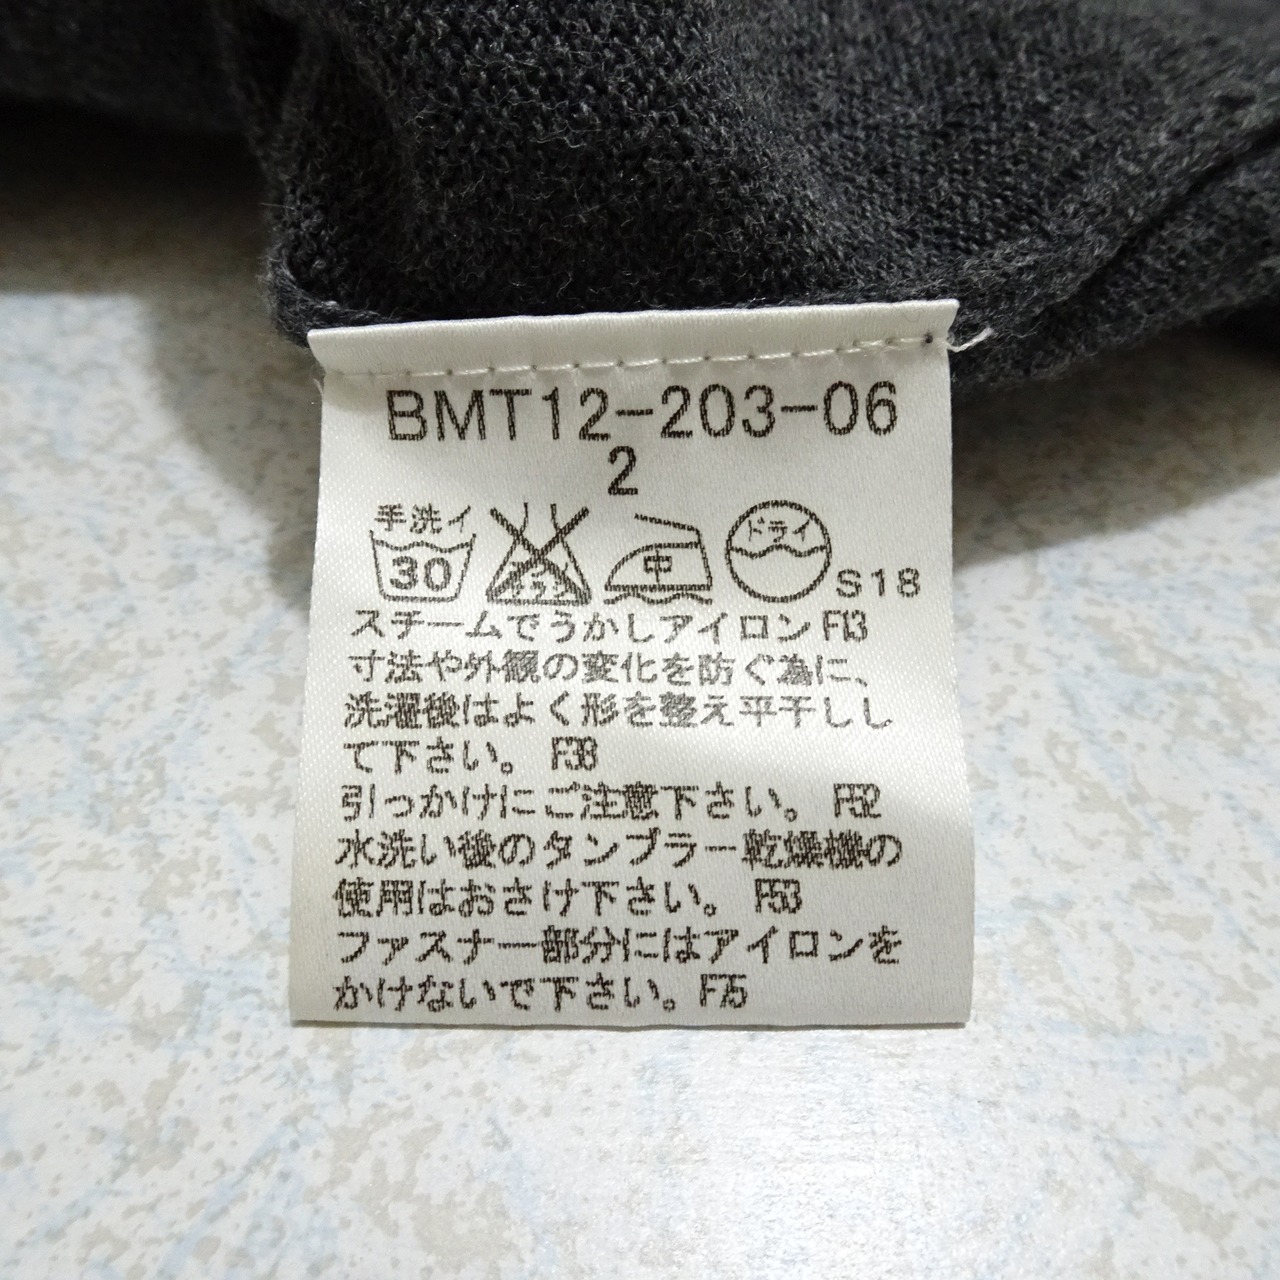 BMT12-203-06
2
手洗イ
30
中
ドライ
S18
スチームでうかしアイロン F13
寸法や外観の変化を防ぐ為に、
洗濯後はよく形を整え平干しし
て下さい。 F38
引っかけにご注意下さい。 F52
水洗い後のタンブラー乾燥機の
使用はおさけ下さい。 F53
ファスナー部分にはアイロンを
かけないで下さい。 F75